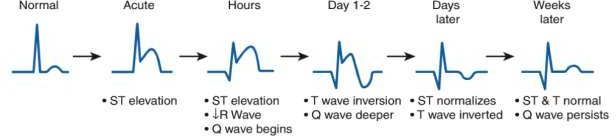 Normal
Acute
Hours
Day 1-2
Days
later
Weeks
later
• ST elevation
• ST elevation
• ↓R Wave
• Q wave begins
• T wave inversion
• Q wave deeper
• ST normalizes
• T wave inverted
• ST & T normal
• Q wave persists